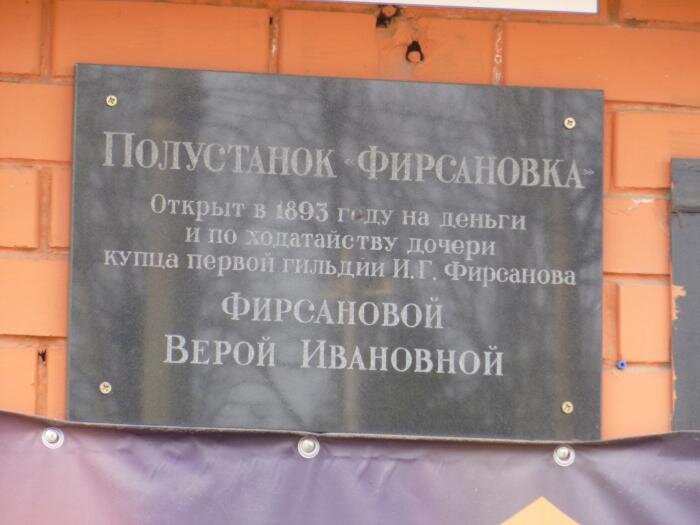 Полустанок «Фирсановка»
Открыт в 1893 году на деньги
и по ходатайству дочери
купца первой гильдии И.Г. Фирсанова
Фирсановой
Верой Ивановной